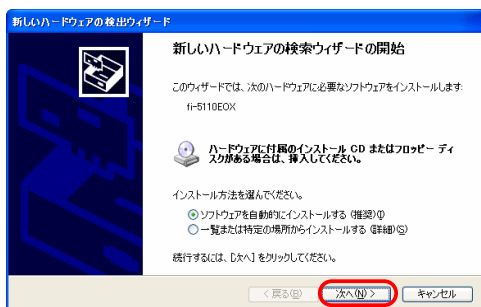 新しいハードウェアの検出ウィザード
新しいハードウェアの検索ウィザードの開始
このウィザードでは、次のハードウェアに必要なソフトウェアをインストールします:
fi-5110EOX
ハードウェアに付属のインストール CD またはフロッピー ディ
スクがある場合は、挿入してください。
インストール方法を選んでください。
ソフトウェアを自動的にインストールする (推奨)(I)
一覧または特定の場所からインストールする (詳細)(S)
続行するには、[次へ] をクリックしてください。
< 戻る(B)
次へ(N) >
キャンセル